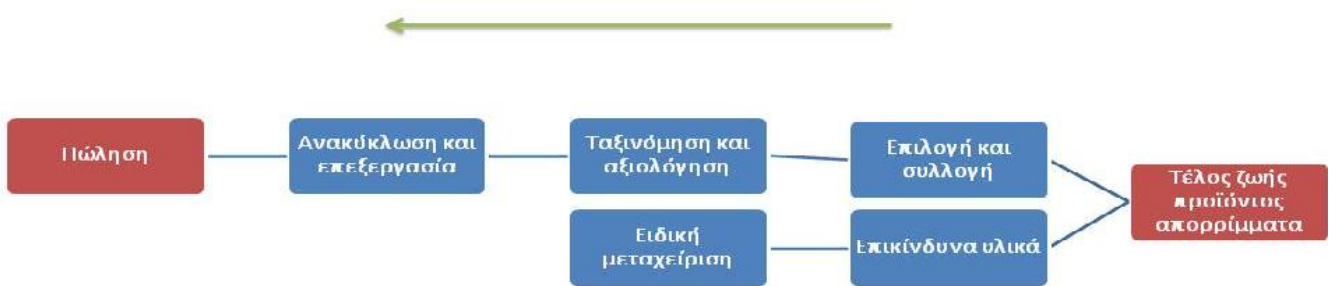 Πώληση
Ανακύκλωση και
επεξεργασία
Ταξινόμηση και
αξιολόγηση
Επιλογή και
συλλογή
Τέλος ζωής
προϊόντος
απορρίμματα
Ειδική
μεταχείριση
Επικίνδυνα υλικά